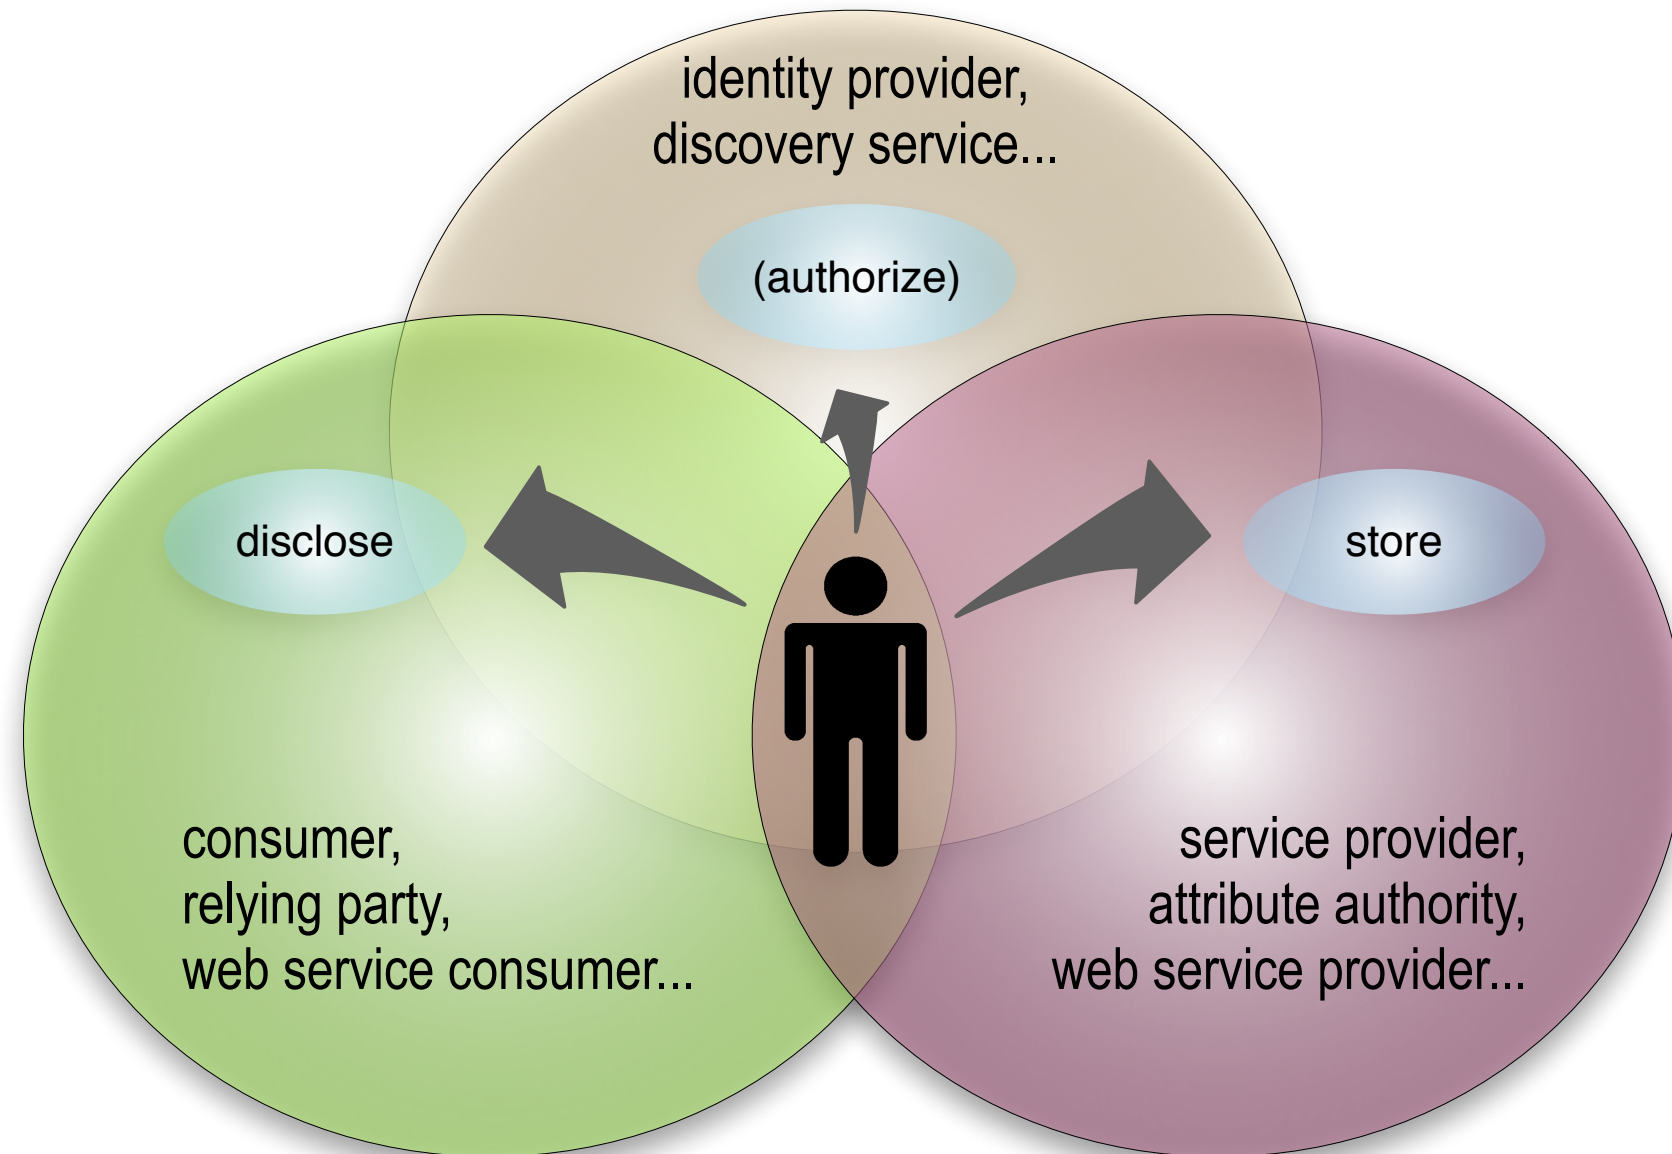 identity provider,
discovery service...
(authorize)
disclose
store
consumer,
relying party,
web service consumer...
service provider,
attribute authority,
web service provider...